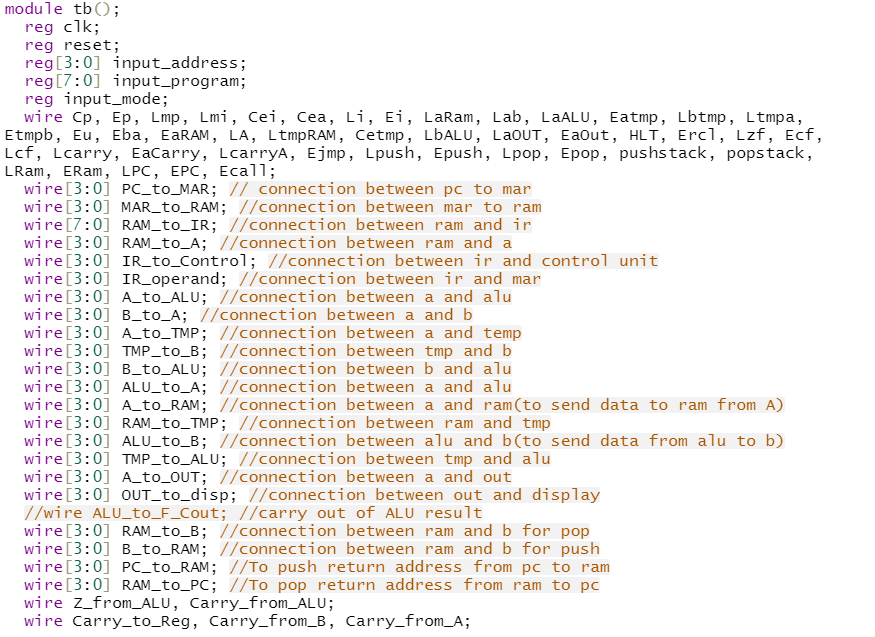 module tb();
reg clk;
reg reset;
reg[3:0] input_address;
reg[7:0] input_program;
reg input_mode;
wire Cp, Ep, Lmp, Lmi, Cei, Cea, Li, Ei, LaRam, Lab, LaALU, Eatmp, Lbtmp, Ltmpa,
Etmpb, Eu, Eba, EaRAM, LA, LtmpRAM, Cetmp, LbALU, LaOUT, EaOut, HLT, Ercl, Lzf, Ecf,
Lcf, Lcarry, EaCarry, LcarryA, Ejmp, Lpush, Epush, Lpop, Epop, pushstack, popstack,
LRam, ERam, LPC, EPC, Ecall;
wire[3:0] PC_to_MAR; // connection between pc to mar
wire[3:0] MAR_to_RAM; //connection between mar to ram
wire[7:0] RAM_to_IR; //connection between ram and ir
wire[3:0] RAM_to_A; //connection between ram and a
wire[3:0] IR_to_Control; //connection between ir and control unit
wire[3:0] IR_operand; //connection between ir and mar
wire[3:0] A_to_ALU; //connection between a and alu
wire[3:0] B_to_A; //connection between a and b
wire[3:0] A_to_TMP; //connection between a and temp
wire[3:0] TMP_to_B; //connection between tmp and b
wire[3:0] B_to_ALU; //connection between b and alu
wire[3:0] ALU_to_A; //connection between a and alu
wire[3:0] A_to_RAM; //connection between a and ram(to send data to ram from A)
wire[3:0] RAM_to_TMP; //connection between ram and tmp
wire[3:0] ALU_to_B; //connection between alu and b(to send data from alu to b)
wire[3:0] TMP_to_ALU; //connection between tmp and alu
wire[3:0] A_to_OUT; //connection between a and out
wire[3:0] OUT_to_disp; //connection between out and display
//wire ALU_to_F_Cout; //carry out of ALU result
wire[3:0] RAM_to_B; //connection between ram and b for pop
wire[3:0] B_to_RAM; //connection between ram and b for push
wire[3:0] PC_to_RAM; //To push return address from pc to ram
wire[3:0] RAM_to_PC; //To pop return address from ram to pc
wire Z_from_ALU, Carry_from_ALU;
wire Carry_to_Reg, Carry_from_B, Carry_from_A;